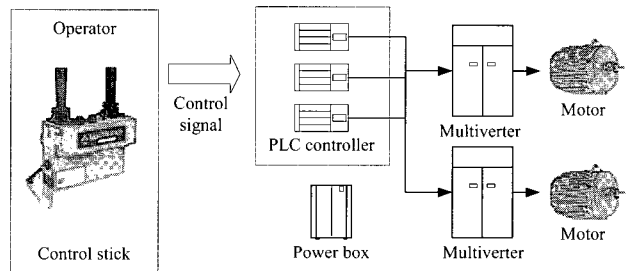 Operator
Control stick
Control
signal
PLC controller
Power box
Multiverter
Motor
Multiverter
Motor